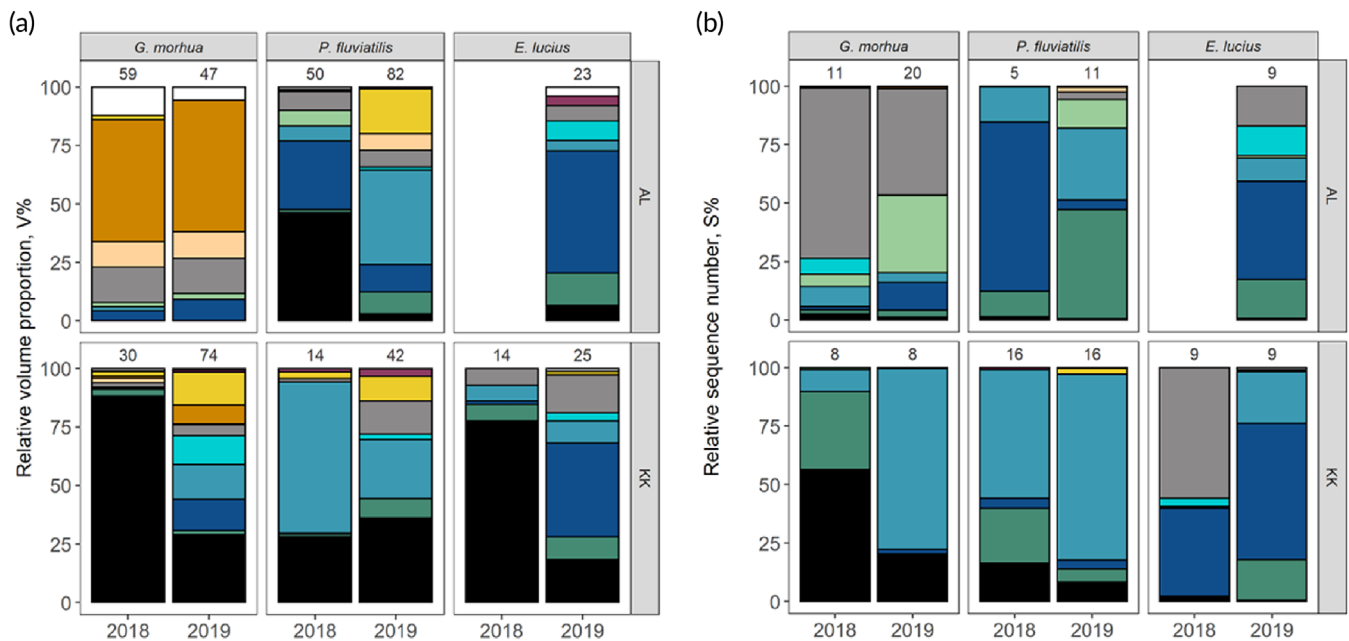 (a)
G. morhua P. fluviatilis E. lucius
59 47 50 82 23
100
75
50
25
0
AL
30 74 14 42 14 25
100
75
50
25
0
KK
2018 2019 2018 2019 2018 2019
Relative volume proportion, V%
(b)
G. morhua P. fluviatilis E. lucius
11 20 5 11 9
100
75
50
25
0
AL
8 8 16 16 9 9
100
75
50
25
0
KK
2018 2019 2018 2019 2018 2019
Relative sequence number, S%